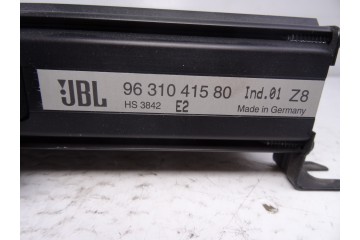 JBL 96 310 415 80 Ind.01 Z8
HS 3842 E2 Made in Germany